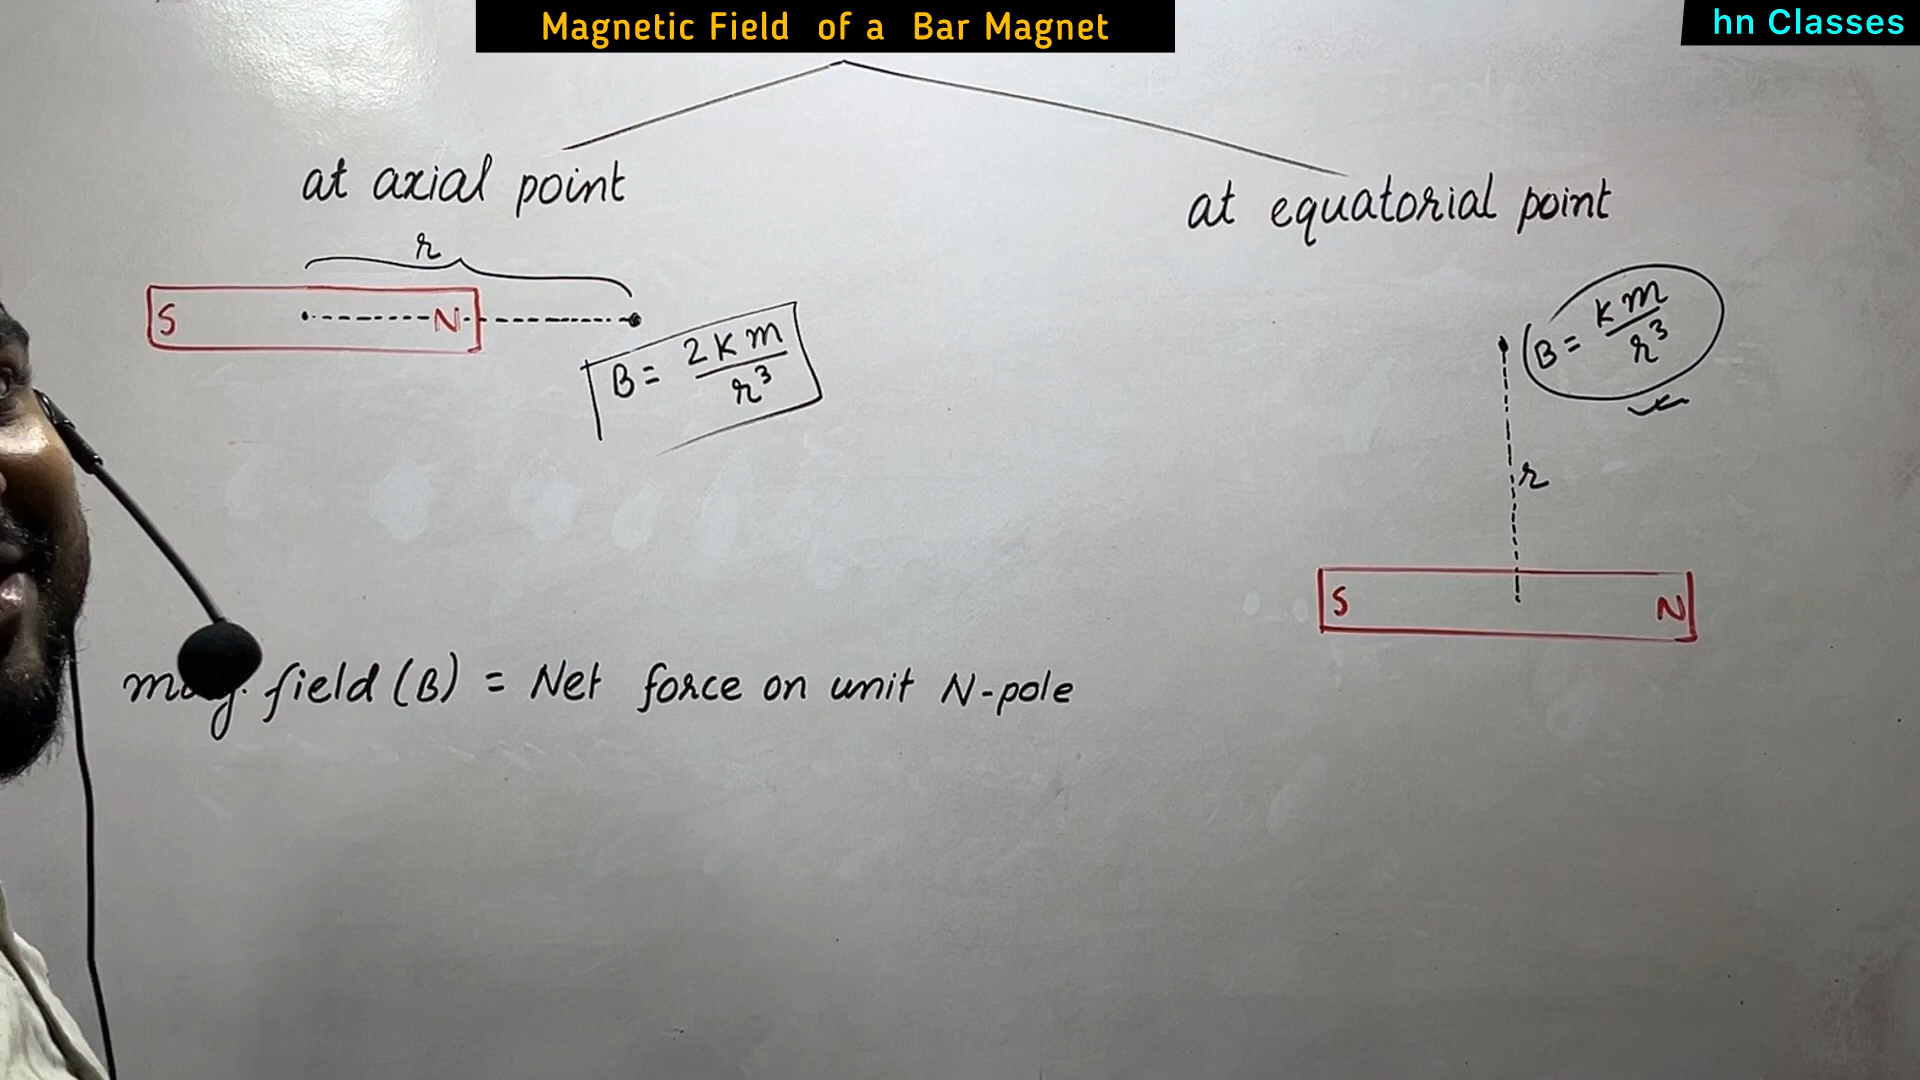 Magnetic Field of a Bar Magnet
hn Classes
at axial point
at equatorial point
r
S N
B = 2km/r³
B = km/r³
r
S N
mag. field (B) = Net force on unit N-pole